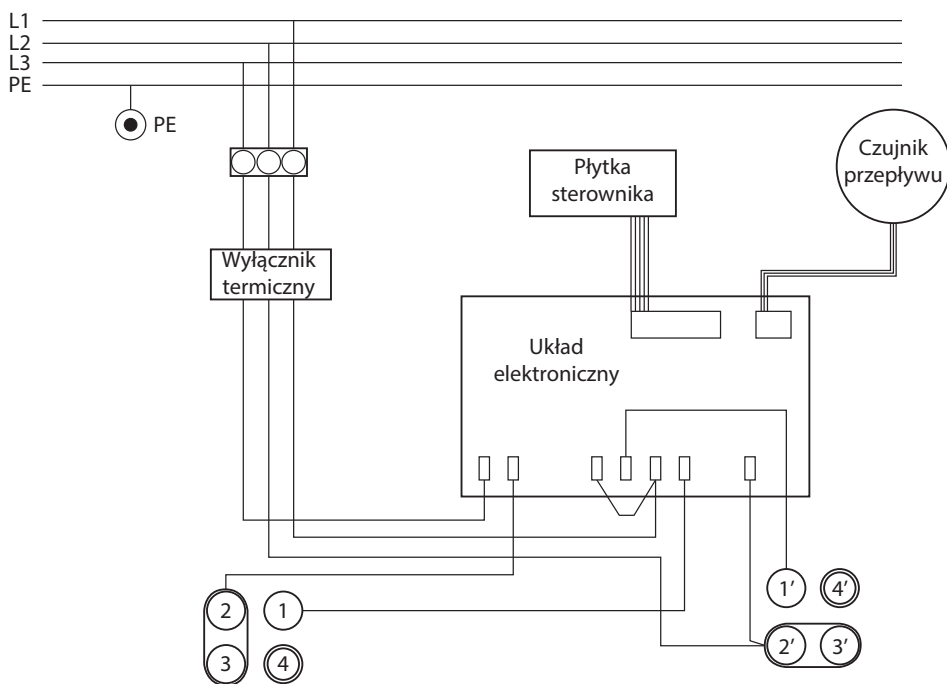 L1
L2
L3
PE
PE
Płytka
sterownika
Czujnik
przepływu
Wyłącznik
termiczny
Układ
elektroniczny
2
1
3
4
1’
4’
2’
3’